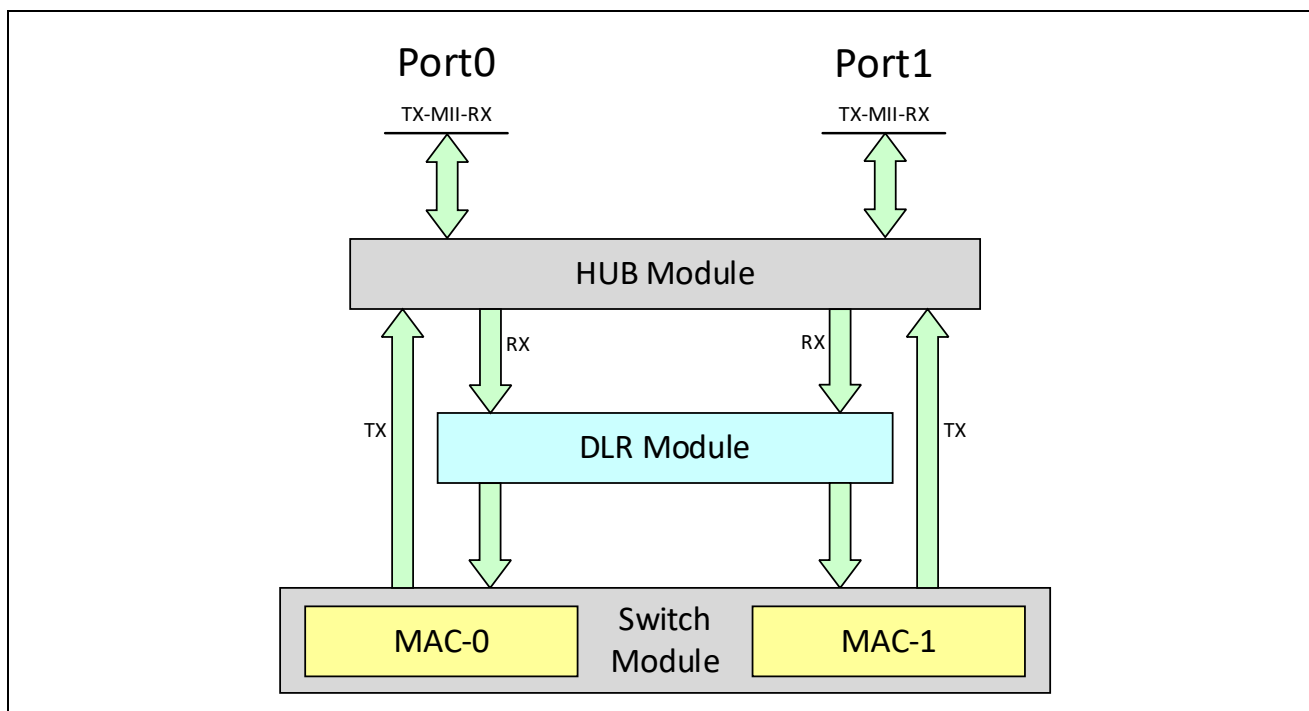 Port0
Port1
TX-MII-RX
TX-MII-RX
HUB Module
RX
RX
TX
TX
DLR Module
MAC-0
Switch
Module
MAC-1